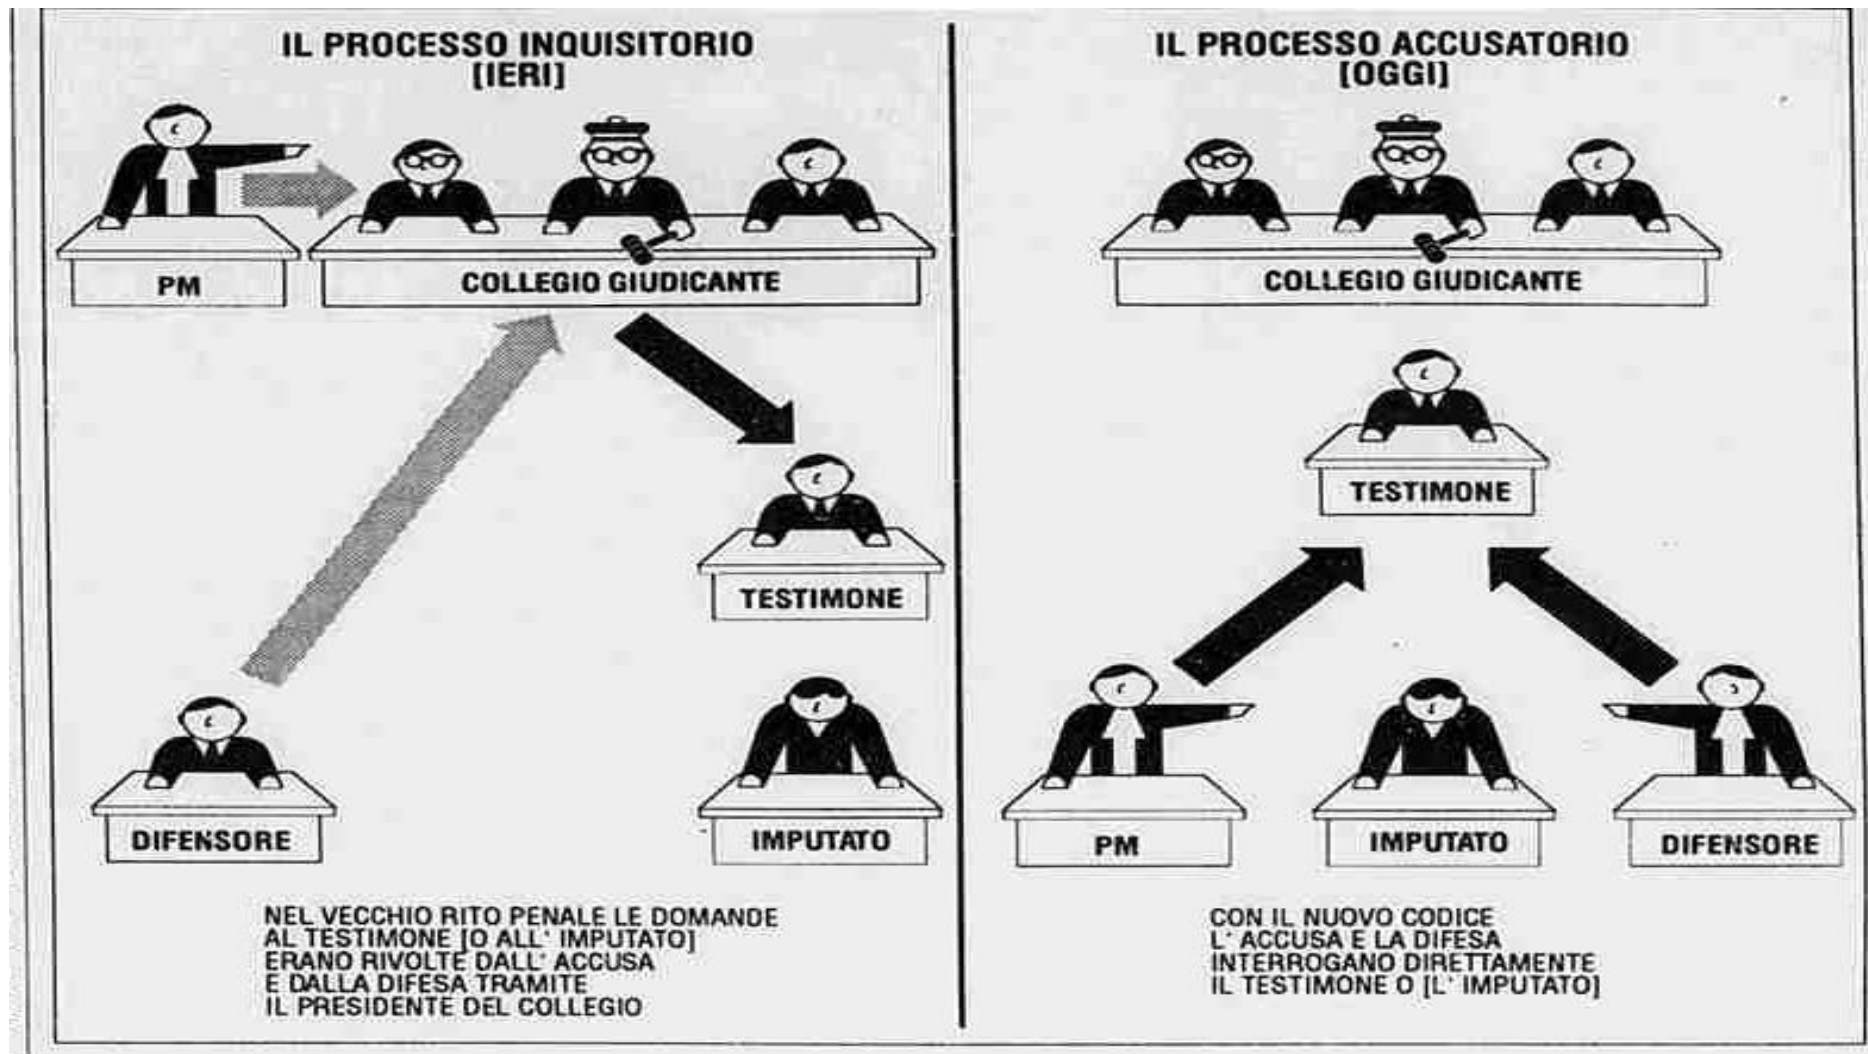 IL PROCESSO INQUISITORIO
[IERI]
PM
COLLEGIO GIUDICANTE
TESTIMONE
DIFENSORE
IMPUTATO
NEL VECCHIO RITO PENALE LE DOMANDE
AL TESTIMONE [O ALL' IMPUTATO]
ERANO RIVOLTE DALL' ACCUSA
E DALLA DIFESA TRAMITE
IL PRESIDENTE DEL COLLEGIO
IL PROCESSO ACCUSATORIO
[OGGI]
COLLEGIO GIUDICANTE
TESTIMONE
PM
IMPUTATO
DIFENSORE
CON IL NUOVO CODICE
L' ACCUSA E LA DIFESA
INTERROGANO DIRETTAMENTE
IL TESTIMONE O [L' IMPUTATO]